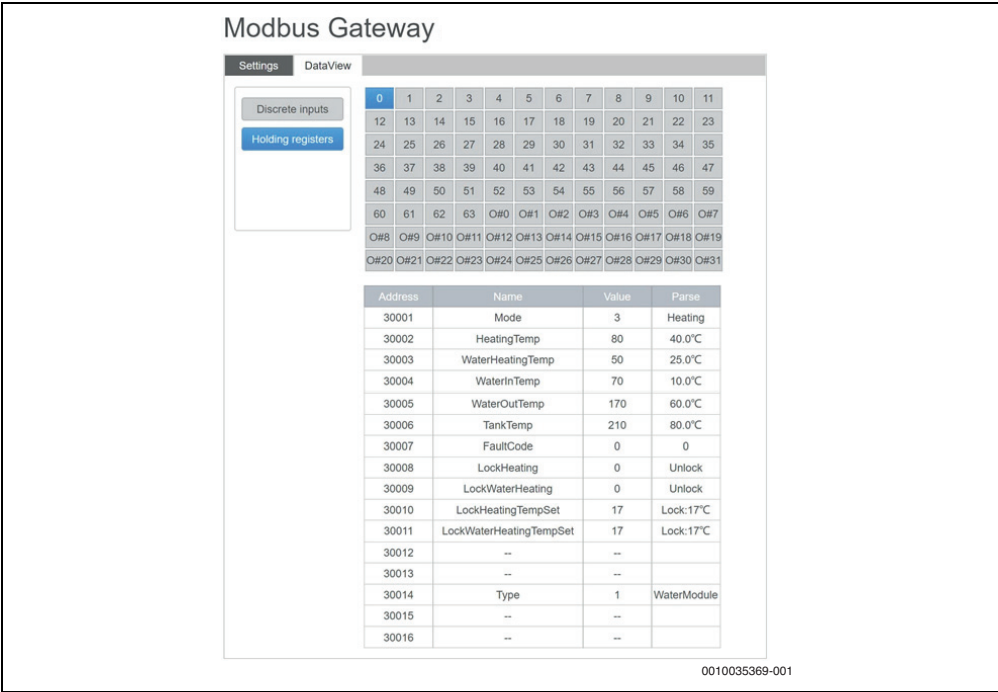 Modbus Gateway
Settings DataView
Discrete inputs
Holding registers
0 1 2 3 4 5 6 7 8 9 10 11
12 13 14 15 16 17 18 19 20 21 22 23
24 25 26 27 28 29 30 31 32 33 34 35
36 37 38 39 40 41 42 43 44 45 46 47
48 49 50 51 52 53 54 55 56 57 58 59
60 61 62 63 O#0 O#1 O#2 O#3 O#4 O#5 O#6 O#7
O#8 O#9 O#10 O#11 O#12 O#13 O#14 O#15 O#16 O#17 O#18 O#19
O#20 O#21 O#22 O#23 O#24 O#25 O#26 O#27 O#28 O#29 O#30 O#31
Address Name Value Parse
30001 Mode 3 Heating
30002 HeatingTemp 80 40.0℃
30003 WaterHeatingTemp 50 25.0℃
30004 WaterInTemp 70 10.0℃
30005 WaterOutTemp 170 60.0℃
30006 TankTemp 210 80.0℃
30007 FaultCode 0 0
30008 LockHeating 0 Unlock
30009 LockWaterHeating 0 Unlock
30010 LockHeatingTempSet 17 Lock:17℃
30011 LockWaterHeatingTempSet 17 Lock:17℃
30012 -- --
30013 -- --
30014 Type 1 WaterModule
30015 -- --
30016 -- --
0010035369-001